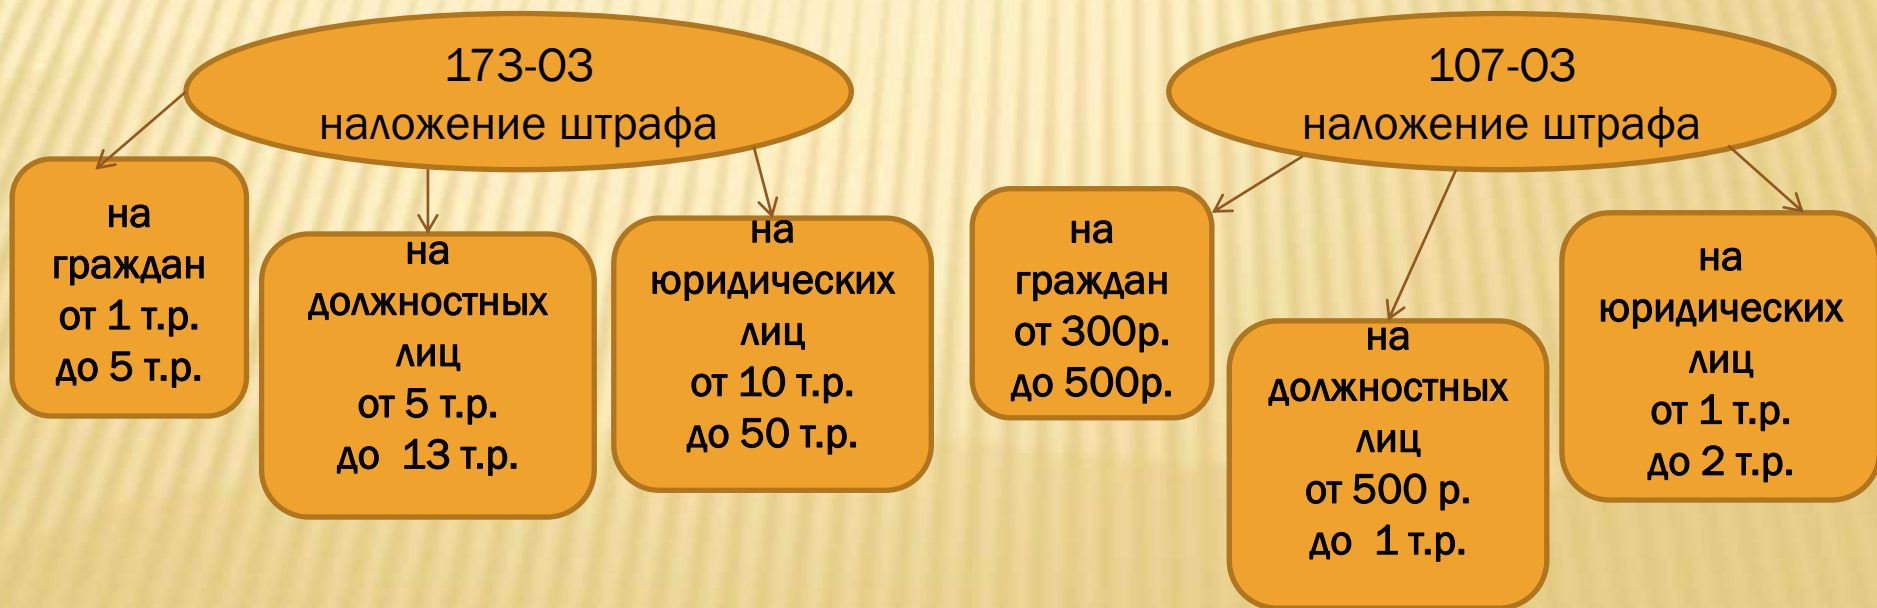 173-ОЗ
наложение штрафа
на
граждан
от 1 т.р.
до 5 т.р.
на
должностных
лиц
от 5 т.р.
до 13 т.р.
на
юридических
лиц
от 10 т.р.
до 50 т.р.
107-ОЗ
наложение штрафа
на
граждан
от 300р.
до 500р.
на
должностных
лиц
от 500 р.
до 1 т.р.
на
юридических
лиц
от 1 т.р.
до 2 т.р.